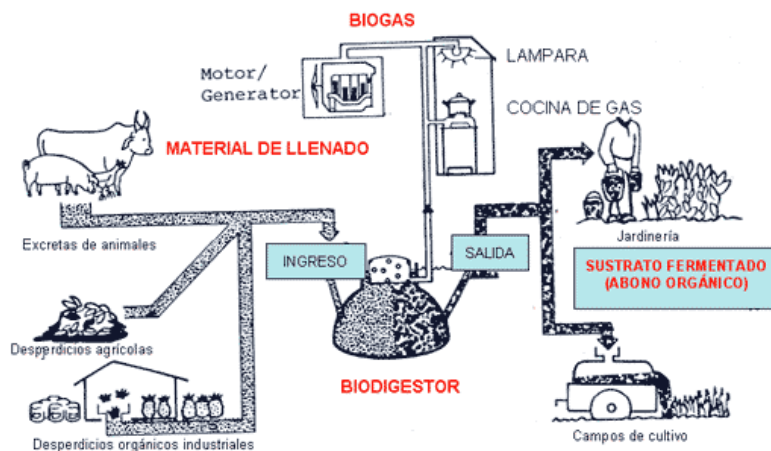 BIOGAS
Motor/
Generator
LAMPARA
COCINA DE GAS
MATERIAL DE LLENADO
Excretas de animales
INGRESO
SALIDA
Jardinería
SUSTRATO FERMENTADO
(ABONO ORGÁNICO)
Desperdicios agrícolas
BIODIGESTOR
Desperdicios orgánicos industriales
Campos de cultivo